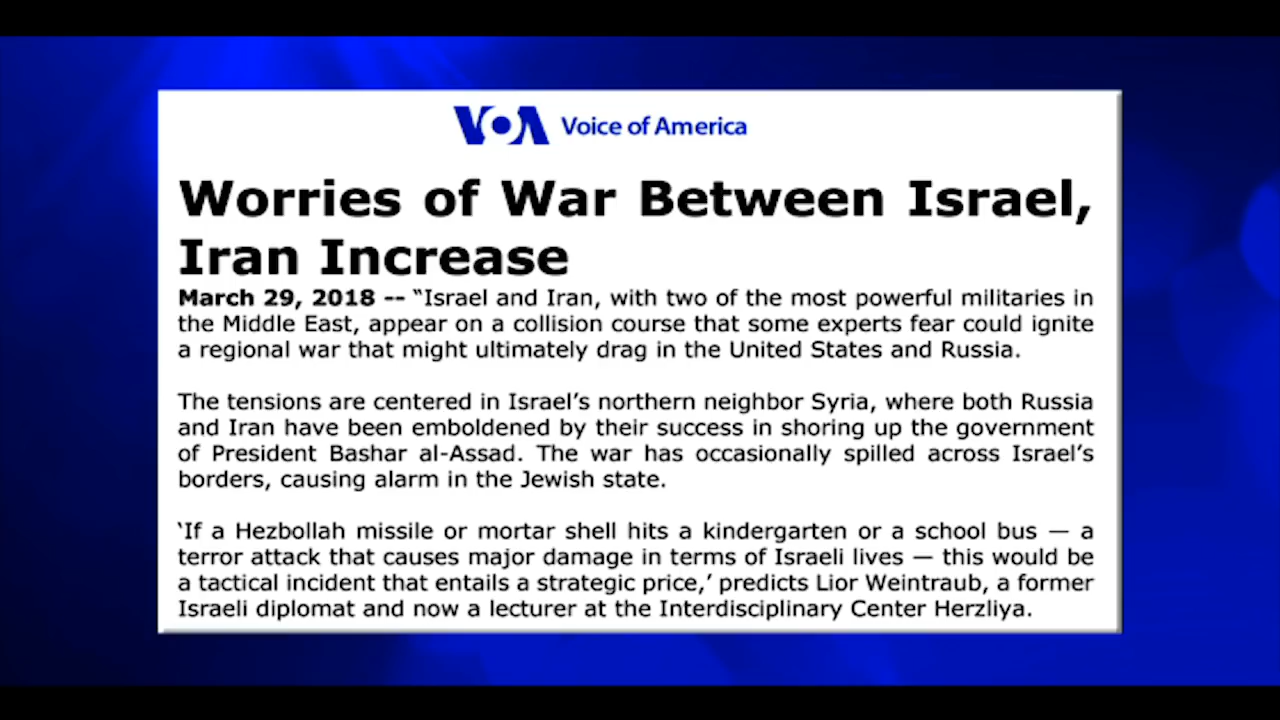 VOA Voice of America
Worries of War Between Israel,
Iran Increase
March 29, 2018 -- “Israel and Iran, with two of the most powerful militaries in
the Middle East, appear on a collision course that some experts fear could ignite
a regional war that might ultimately drag in the United States and Russia.
The tensions are centered in Israel’s northern neighbor Syria, where both Russia
and Iran have been emboldened by their success in shoring up the government
of President Bashar al-Assad. The war has occasionally spilled across Israel’s
borders, causing alarm in the Jewish state.
‘If a Hezbollah missile or mortar shell hits a kindergarten or a school bus — a
terror attack that causes major damage in terms of Israeli lives — this would be
a tactical incident that entails a strategic price,’ predicts Lior Weintraub, a former
Israeli diplomat and now a lecturer at the Interdisciplinary Center Herzliya.